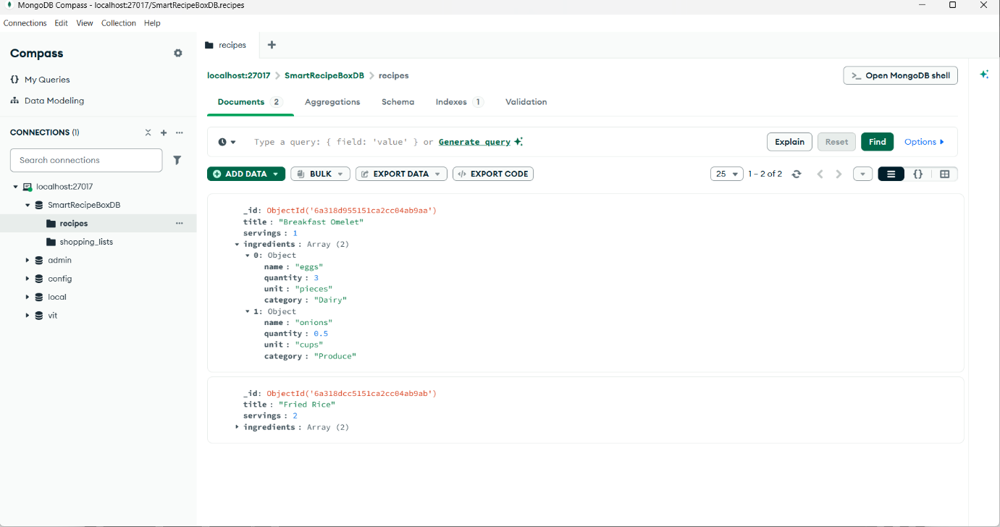 MongoDB Compass - localhost:27017/SmartRecipeBoxDB.recipes
Connections Edit View Collection Help
Compass
My Queries
Data Modeling
CONNECTIONS (1)
Search connections
localhost:27017
SmartRecipeBoxDB
recipes
shopping_lists
admin
config
local
vit
recipes
localhost:27017 > SmartRecipeBoxDB > recipes
>_ Open MongoDB shell
Documents 2 Aggregations Schema Indexes 1 Validation
Type a query: { field: 'value' } or Generate query
Explain Reset Find Options
ADD DATA BULK EXPORT DATA EXPORT CODE
25 1 – 2 of 2
_id: ObjectId('6a318d955151ca2cc04ab9aa')
title : "Breakfast Omelet"
servings : 1
ingredients : Array (2)
0: Object
name : "eggs"
quantity : 3
unit : "pieces"
category : "Dairy"
1: Object
name : "onions"
quantity : 0.5
unit : "cups"
category : "Produce"
_id: ObjectId('6a318dcc5151ca2cc04ab9ab')
title : "Fried Rice"
servings : 2
ingredients : Array (2)